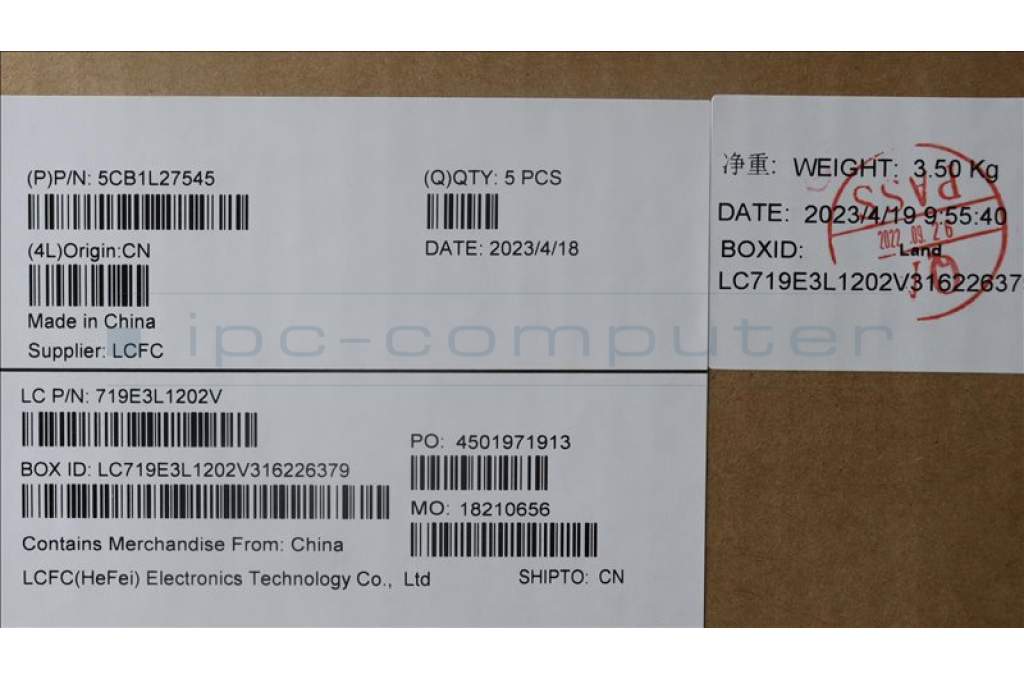 (P)P/N: 5CB1L27545
(Q)QTY: 5 PCS
(4L)Origin:CN
DATE: 2023/4/18
Made in China
Supplier: LCFC
LC P/N: 719E3L1202V
PO: 4501971913
BOX ID: LC719E3L1202V316226379
MO: 18210656
Contains Merchandise From: China
LCFC(HeFei) Electronics Technology Co., Ltd
SHIPTO: CN
净重: WEIGHT: 3.50 Kg
DATE: 2023/4/19 9:55:40
BOXID:
Land
LC719E3L1202V31622637
PASS
2022.09.26
ipc-computer